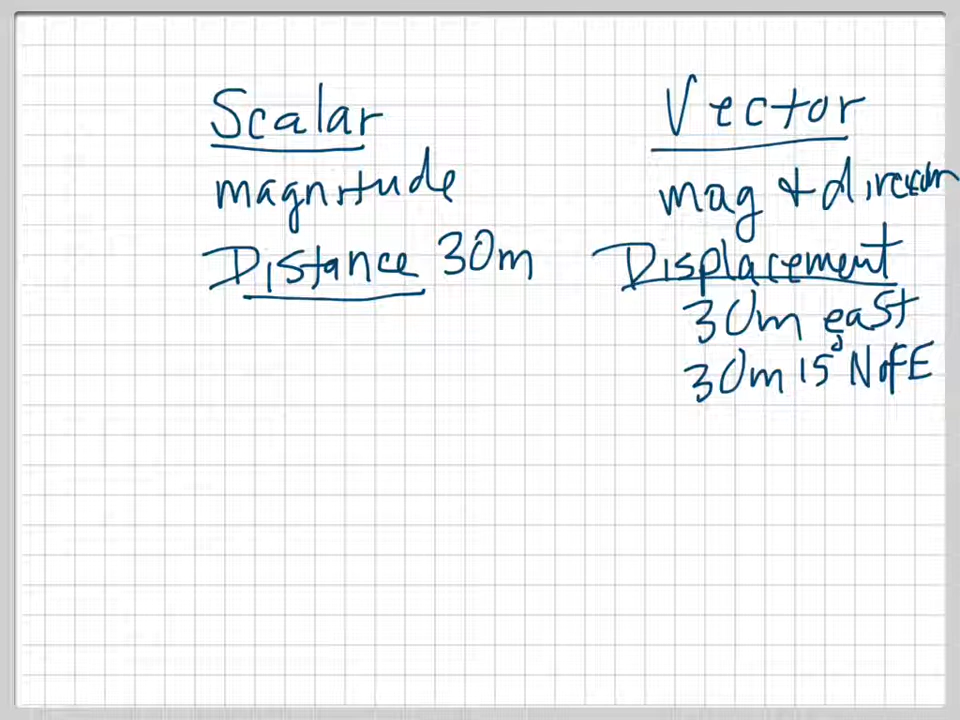 Scalar
magnitude
Distance 30m
Vector
mag + direction
Displacement
30m east
30m 15° N of E